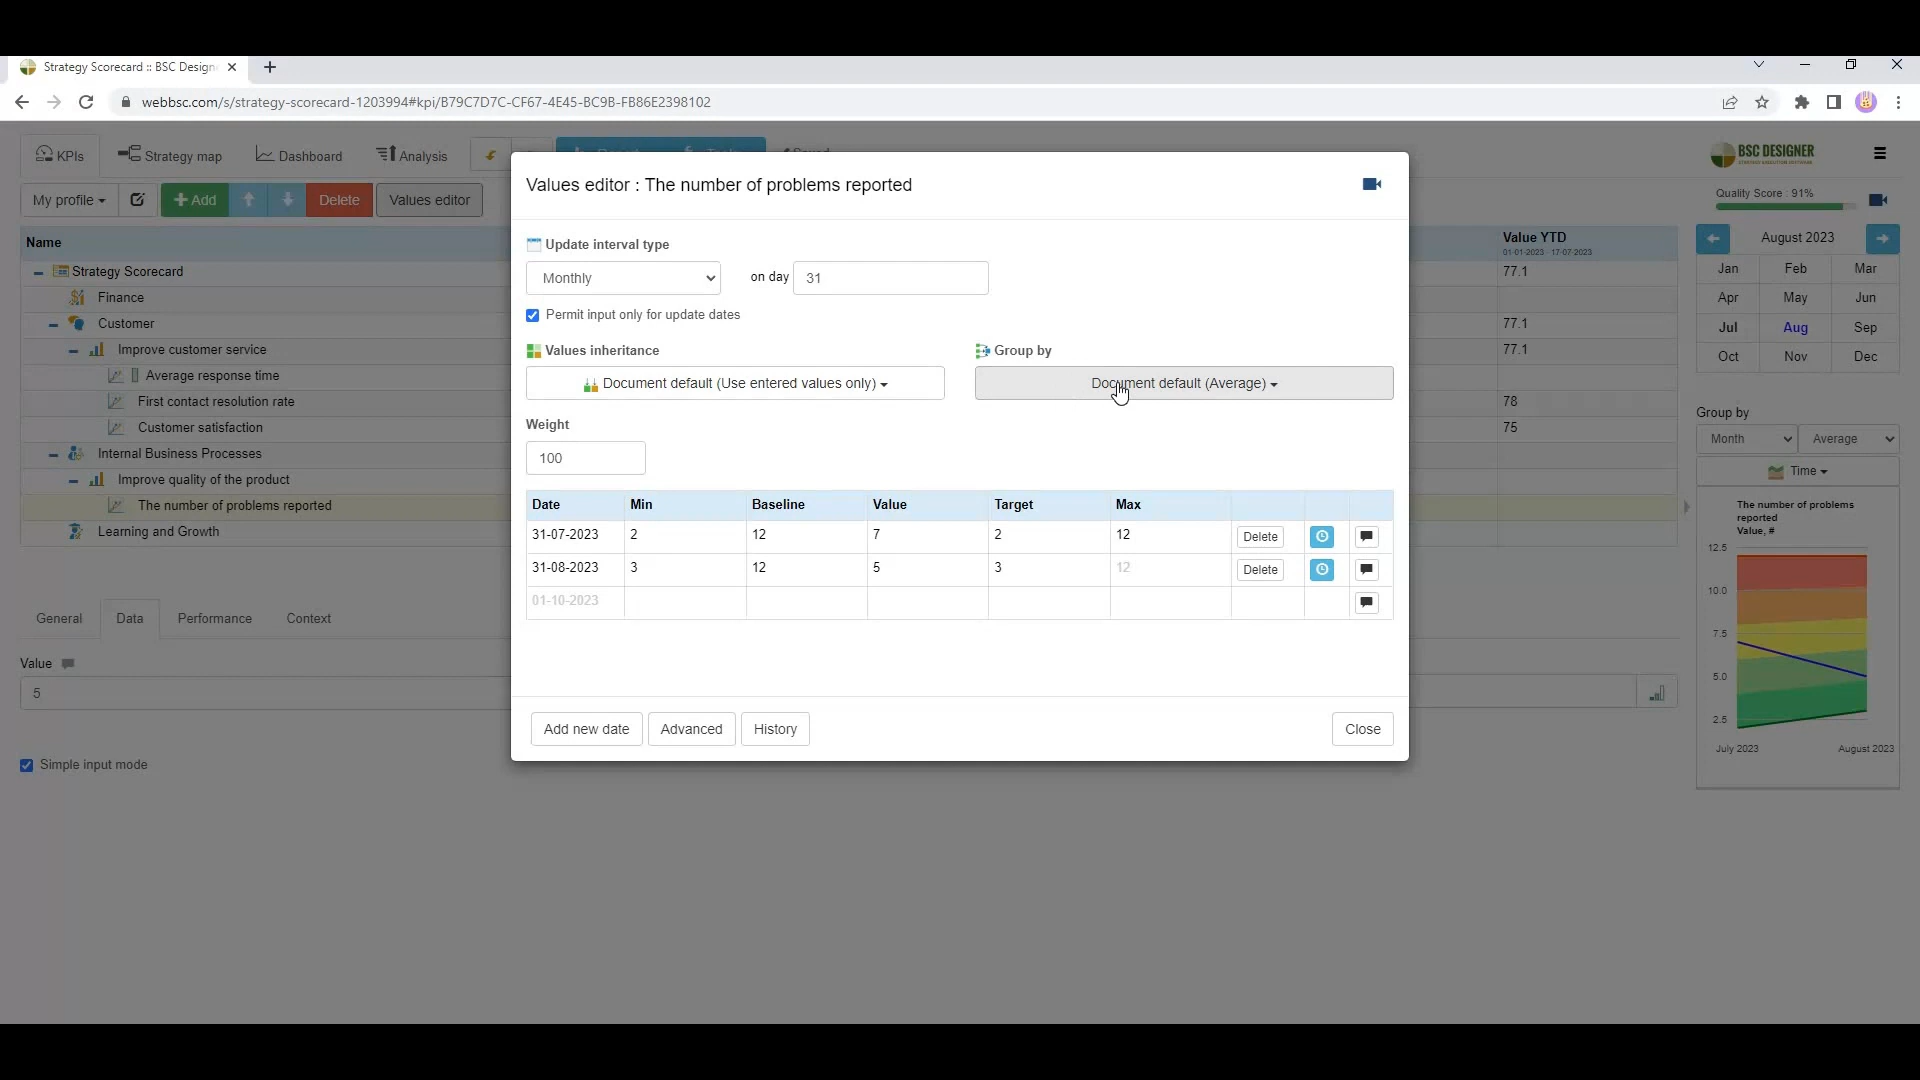 Strategy Scorecard :: BSC Design
webbsc.com/s/strategy-scorecard-1203994#kpi/B79C7D7C-CF67-4E45-BC9B-FB86E2398102
KPIs
Strategy map
Dashboard
Analysis
BSC DESIGNER
My profile
Add
Delete
Values editor
Quality Score : 91%
Name
Strategy Scorecard
Finance
Customer
Improve customer service
Average response time
First contact resolution rate
Customer satisfaction
Internal Business Processes
Improve quality of the product
The number of problems reported
Learning and Growth
General
Data
Performance
Context
Value
5
Simple input mode
Values editor : The number of problems reported
Update interval type
Monthly
on day
31
Permit input only for update dates
Values inheritance
Group by
Document default (Use entered values only)
Document default (Average)
Weight
100
Date Min Baseline Value Target Max
31-07-2023 2 12 7 2 12 Delete
31-08-2023 3 12 5 3 12 Delete
01-10-2023
Add new date
Advanced
History
Close
Value YTD
01-01-2023 - 17-07-2023
77.1
77.1
77.1
78
75
August 2023
Jan Feb Mar
Apr May Jun
Jul Aug Sep
Oct Nov Dec
Group by
Month
Average
Time
The number of problems
reported
Value, #
12.5
10.0
7.5
5.0
2.5
July 2023
August 2023